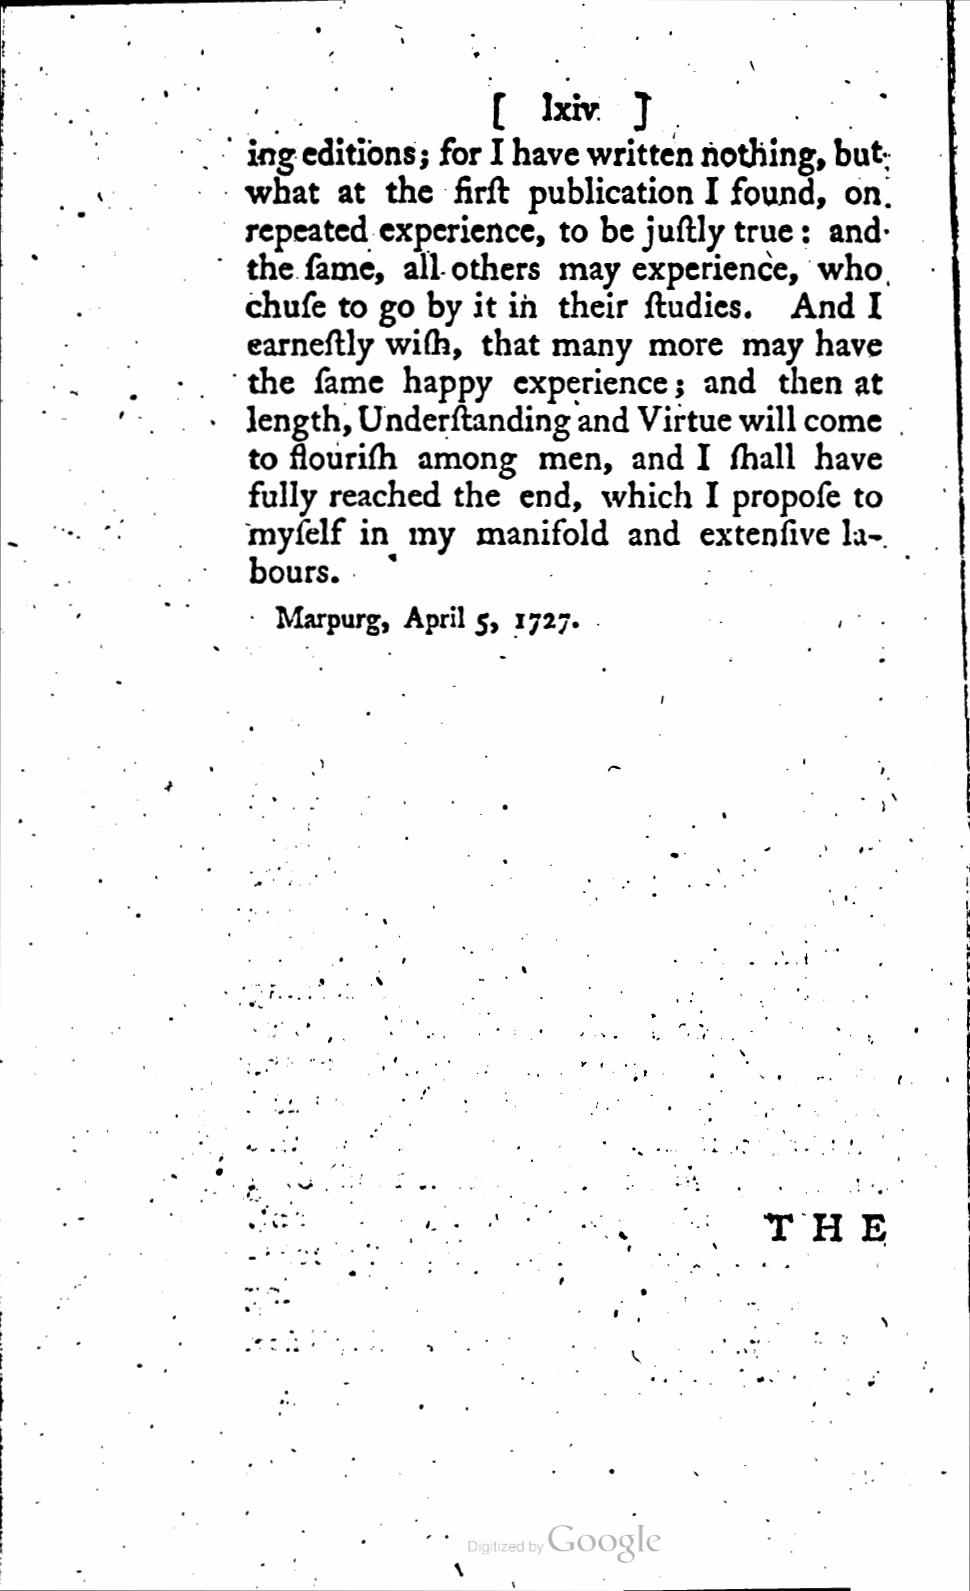 [ lxiv ]
ing editions; for I have written nothing, but
what at the firſt publication I found, on
repeated experience, to be juſtly true: and
the ſame, all others may experience, who
chuſe to go by it in their ſtudies. And I
earneſtly wiſh, that many more may have
the ſame happy experience; and then at
length, Underſtanding and Virtue will come
to flouriſh among men, and I ſhall have
fully reached the end, which I propoſe to
myſelf in my manifold and extenſive la-
bours.
Marpurg, April 5, 1727.
THE
Digitized by Google